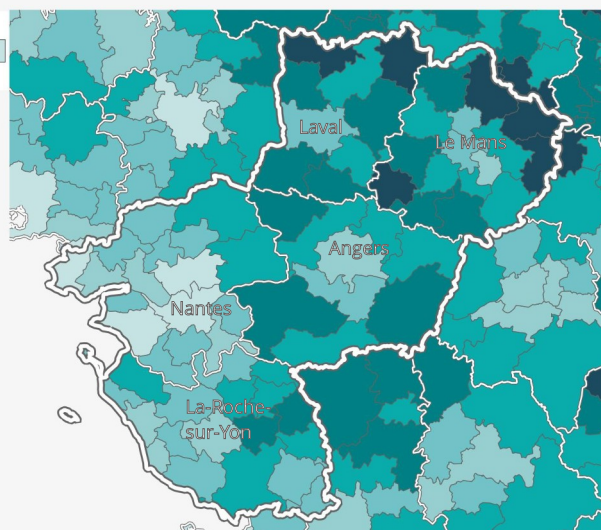 Laval
Le Mans
Angers
Nantes
La-Roche-
sur-Yon